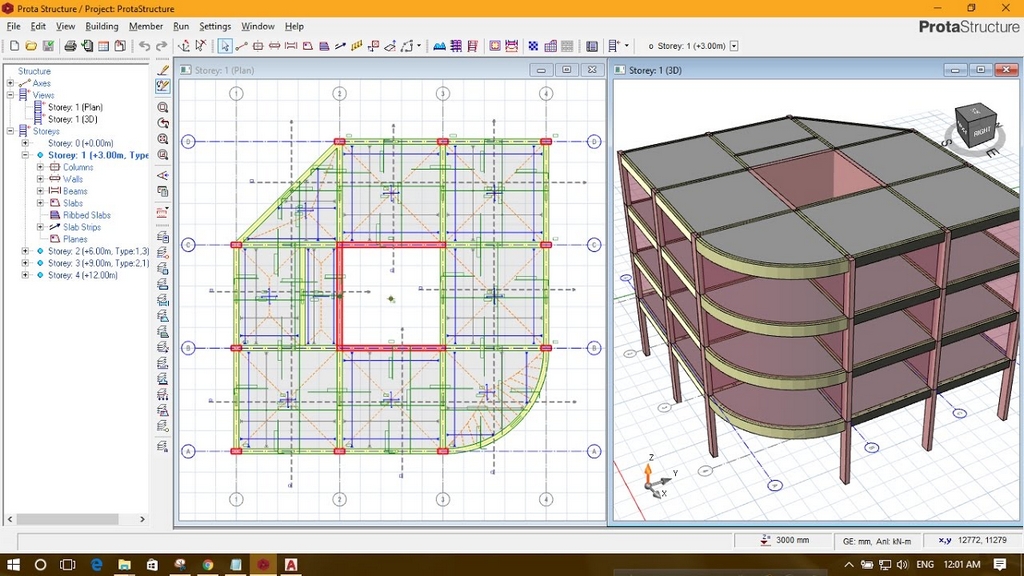 Prota Structure / Project: ProtaStructure
File Edit View Building Member Run Settings Window Help
ProtaStructure
Storey: 1 (+3.00m)
Structure
Axes
Views
Storey: 1 (Plan)
Storey: 1 (3D)
Storeys
Storey: 0 (+0.00m)
Storey: 1 (+3.00m, Type
Columns
Walls
Beams
Slabs
Ribbed Slabs
Slab Strips
Planes
Storey: 2 (+6.00m, Type:1,3)
Storey: 3 (+9.00m, Type:2,1)
Storey: 4 (+12.00m)
Storey: 1 (Plan)
1 2 3 4
D D
C C
B B
A A
1 2 3 4
Storey: 1 (3D)
RIGHT
S E
Z
Y
X
3000 mm
GE: mm, Anl: kN-m
x,y 12772, 11279
ENG 12:01 AM